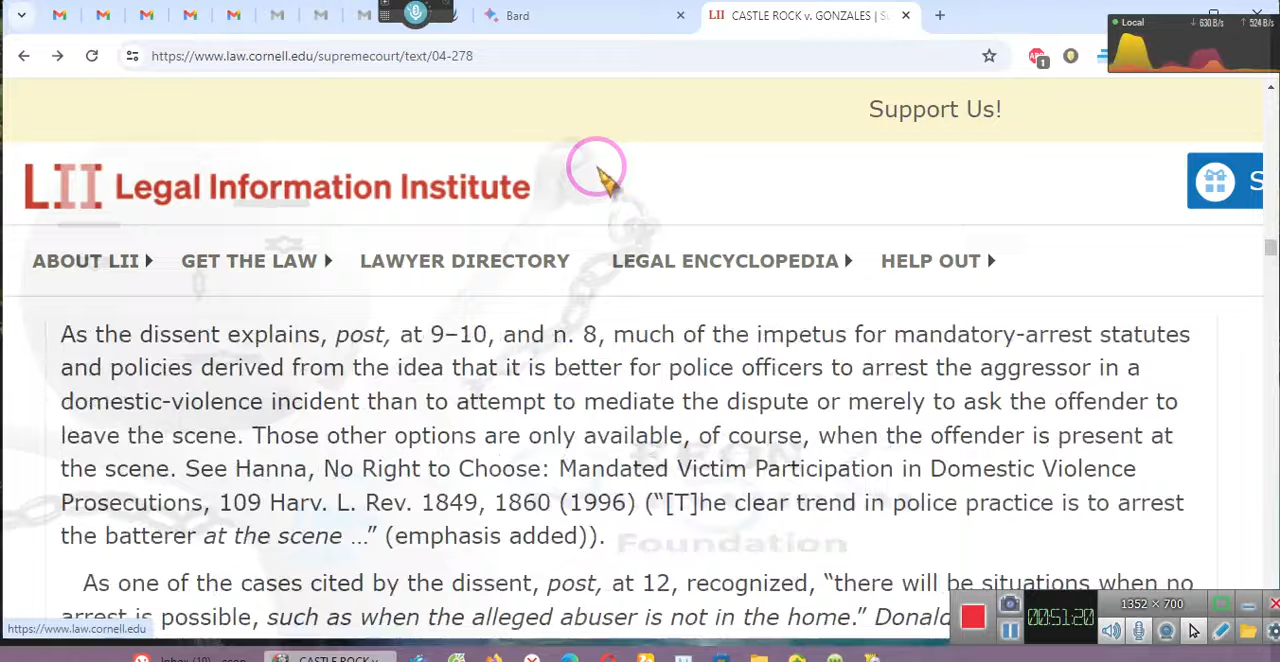 Bard
LII CASTLE ROCK v. GONZALES | Su
Local 630 B/s 524 B/s
https://www.law.cornell.edu/supremecourt/text/04-278
1
Support Us!
LII Legal Information Institute
S
ABOUT LII GET THE LAW LAWYER DIRECTORY LEGAL ENCYCLOPEDIA HELP OUT
As the dissent explains, post, at 9–10, and n. 8, much of the impetus for mandatory-arrest statutes
and policies derived from the idea that it is better for police officers to arrest the aggressor in a
domestic-violence incident than to attempt to mediate the dispute or merely to ask the offender to
leave the scene. Those other options are only available, of course, when the offender is present at
the scene. See Hanna, No Right to Choose: Mandated Victim Participation in Domestic Violence
Prosecutions, 109 Harv. L. Rev. 1849, 1860 (1996) (“[T]he clear trend in police practice is to arrest
the batterer at the scene …” (emphasis added)).
Foundation
As one of the cases cited by the dissent, post, at 12, recognized, “there will be situations when no
arrest is possible, such as when the alleged abuser is not in the home.” Donald
https://www.law.cornell.edu
00:51:20
1352 × 700
CASTLE ROCK v